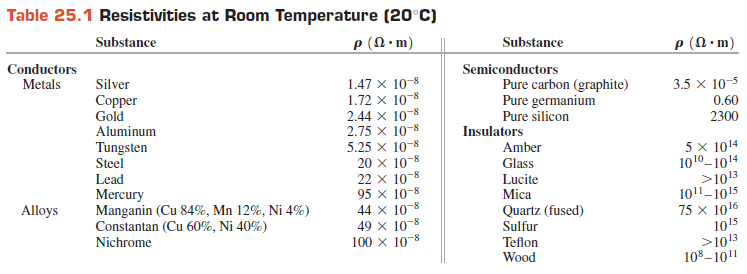 Table 25.1 Resistivities at Room Temperature (20°C)
Substance ρ (Ω · m)
Conductors
Metals Silver 1.47 × 10⁻⁸
Copper 1.72 × 10⁻⁸
Gold 2.44 × 10⁻⁸
Aluminum 2.75 × 10⁻⁸
Tungsten 5.25 × 10⁻⁸
Steel 20 × 10⁻⁸
Lead 22 × 10⁻⁸
Mercury 95 × 10⁻⁸
Alloys Manganin (Cu 84%, Mn 12%, Ni 4%) 44 × 10⁻⁸
Constantan (Cu 60%, Ni 40%) 49 × 10⁻⁸
Nichrome 100 × 10⁻⁸
Substance ρ (Ω · m)
Semiconductors
Pure carbon (graphite) 3.5 × 10⁻⁵
Pure germanium 0.60
Pure silicon 2300
Insulators
Amber 5 × 10¹⁴
Glass 10¹⁰–10¹⁴
Lucite >10¹³
Mica 10¹¹–10¹⁵
Quartz (fused) 75 × 10¹⁶
Sulfur 10¹⁵
Teflon >10¹³
Wood 10⁸–10¹¹